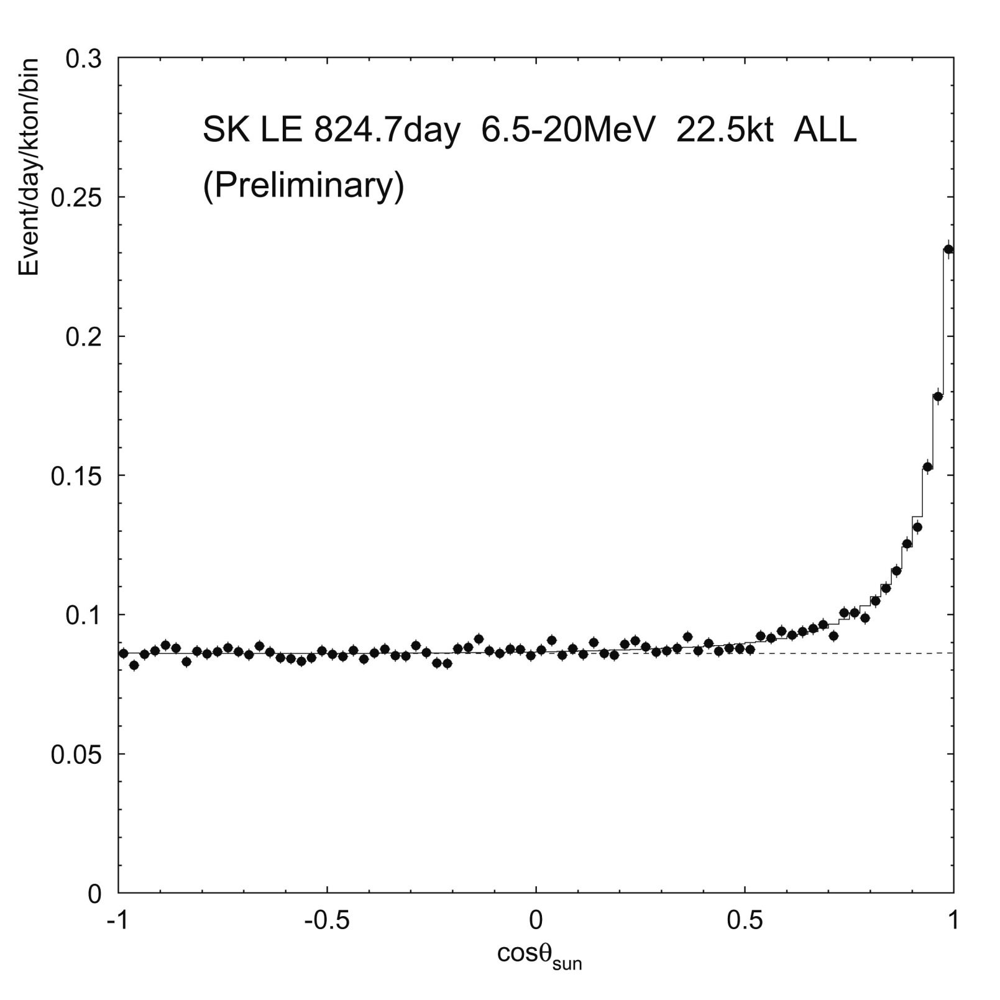 Event/day/kton/bin
0.3
0.25
0.2
0.15
0.1
0.05
0
SK LE 824.7day 6.5-20MeV 22.5kt ALL
(Preliminary)
-1 -0.5 0 0.5 1
cosθsun